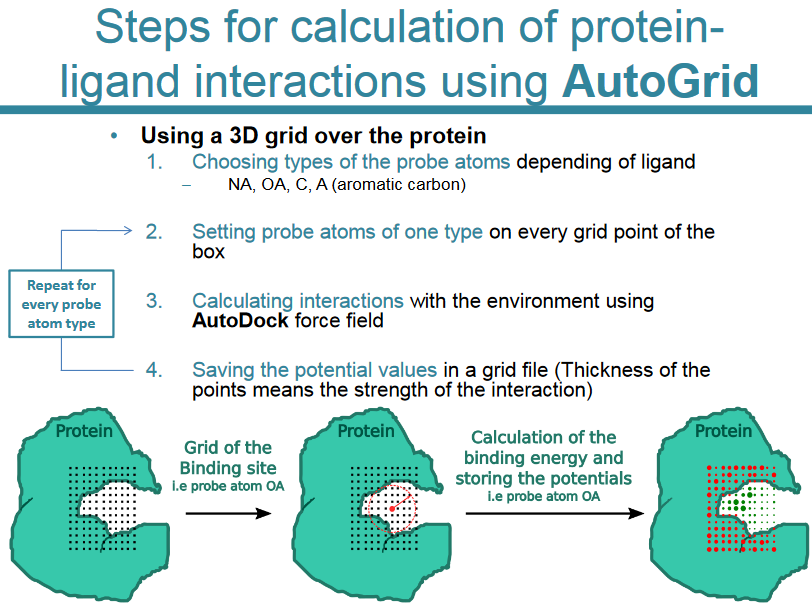 Steps for calculation of protein-
ligand interactions using AutoGrid
• Using a 3D grid over the protein
1. Choosing types of the probe atoms depending of ligand
– NA, OA, C, A (aromatic carbon)
2. Setting probe atoms of one type on every grid point of the
box
Repeat for
every probe
atom type
3. Calculating interactions with the environment using
AutoDock force field
4. Saving the potential values in a grid file (Thickness of the
points means the strength of the interaction)
Protein
Grid of the
Binding site
i.e probe atom OA
Protein
Calculation of the
binding energy and
storing the potentials
i.e probe atom OA
Protein